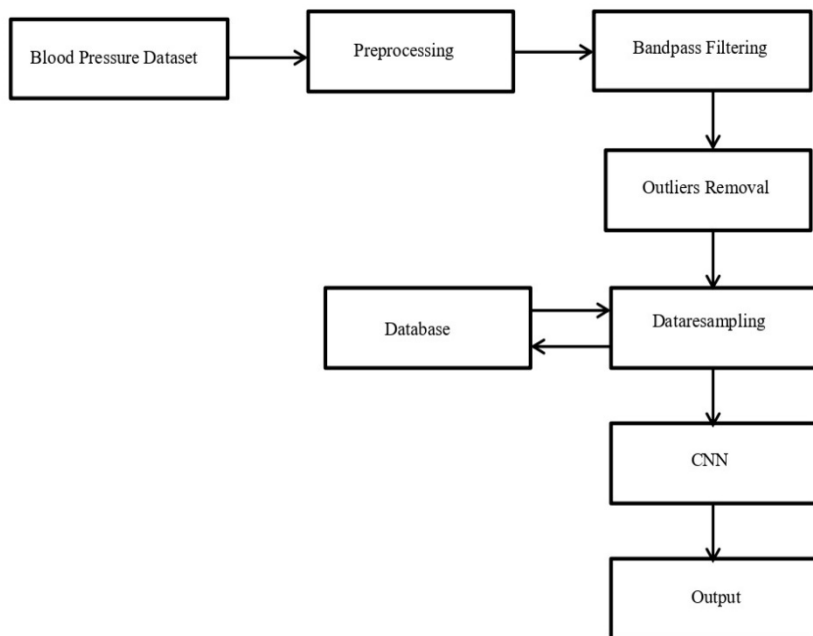 Blood Pressure Dataset
Preprocessing
Bandpass Filtering
Outliers Removal
Database
Dataresampling
CNN
Output